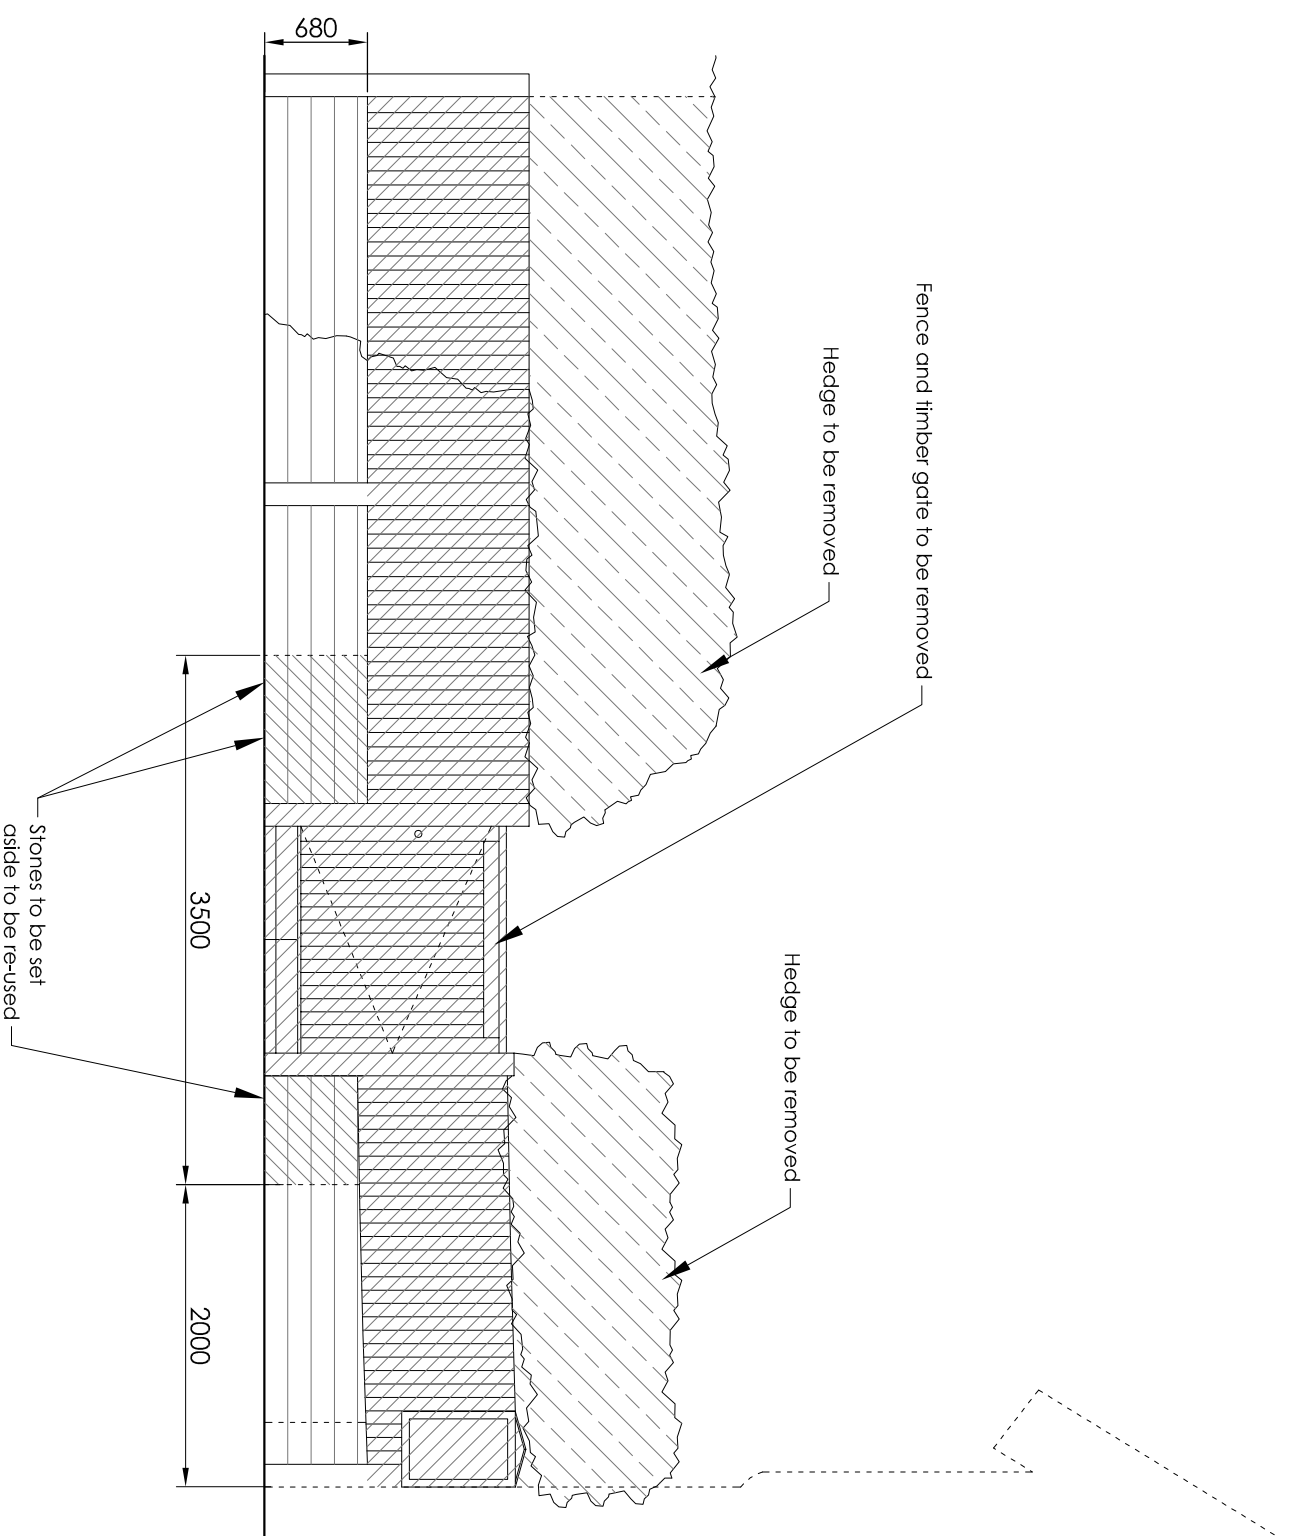 680
Fence and timber gate to be removed
Hedge to be removed
Hedge to be removed
3500
2000
Stones to be set
aside to be re-used